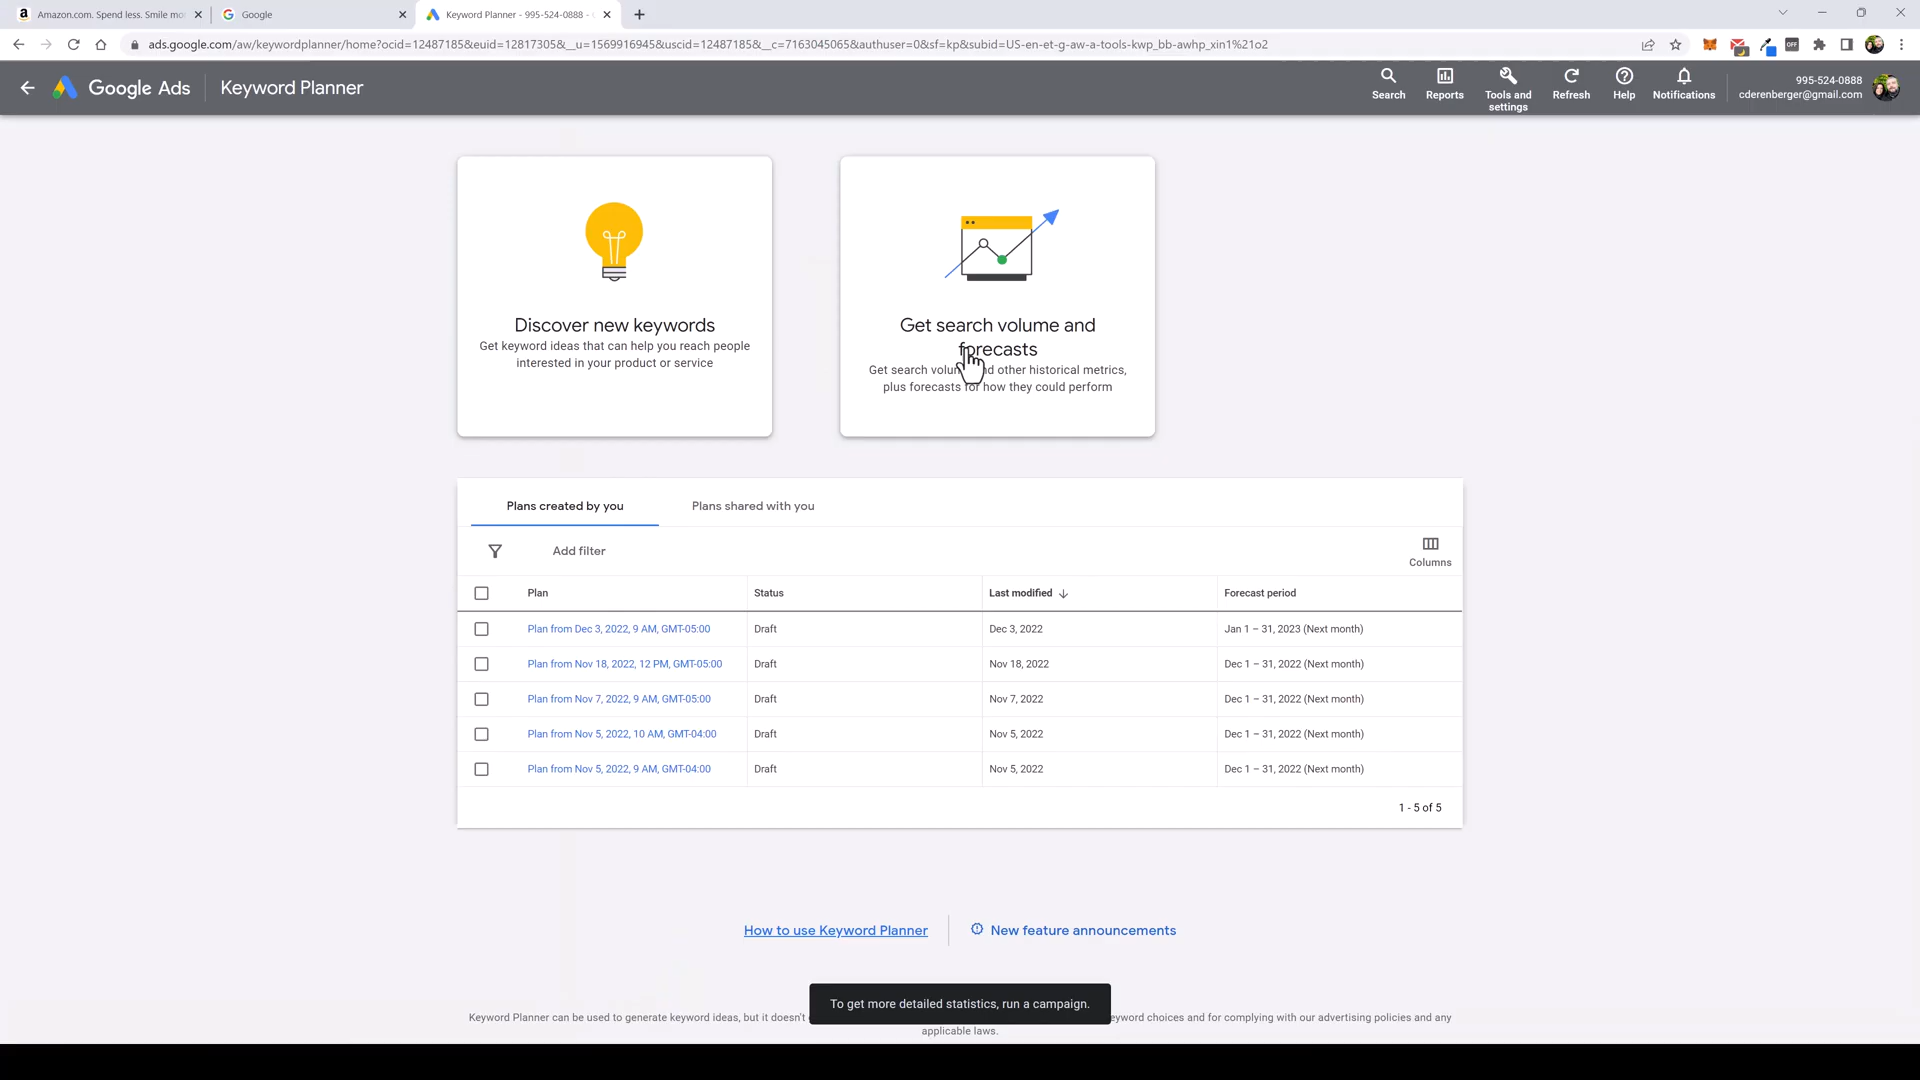 Amazon.com. Spend less. Smile mo
Google
Keyword Planner - 995-524-0888 -
ads.google.com/aw/keywordplanner/home?ocid=12487185&euid=12817305&__u=1569916945&uscid=12487185&__c=7163045065&authuser=0&sf=kp&subid=US-en-et-g-aw-a-tools-kwp_bb-awhp_xin1%21o2
Google Ads
Keyword Planner
Search
Reports
Tools and
settings
Refresh
Help
Notifications
995-524-0888
cderenberger@gmail.com
Discover new keywords
Get keyword ideas that can help you reach people
interested in your product or service
Get search volume and
forecasts
Get search volum nd other historical metrics,
plus forecasts for how they could perform
Plans created by you
Plans shared with you
Add filter
Columns
Plan Status Last modified Forecast period
Plan from Dec 3, 2022, 9 AM, GMT-05:00 Draft Dec 3, 2022 Jan 1 – 31, 2023 (Next month)
Plan from Nov 18, 2022, 12 PM, GMT-05:00 Draft Nov 18, 2022 Dec 1 – 31, 2022 (Next month)
Plan from Nov 7, 2022, 9 AM, GMT-05:00 Draft Nov 7, 2022 Dec 1 – 31, 2022 (Next month)
Plan from Nov 5, 2022, 10 AM, GMT-04:00 Draft Nov 5, 2022 Dec 1 – 31, 2022 (Next month)
Plan from Nov 5, 2022, 9 AM, GMT-04:00 Draft Nov 5, 2022 Dec 1 – 31, 2022 (Next month)
1 - 5 of 5
How to use Keyword Planner
New feature announcements
To get more detailed statistics, run a campaign.
Keyword Planner can be used to generate keyword ideas, but it doesn't eyword choices and for complying with our advertising policies and any
applicable laws.